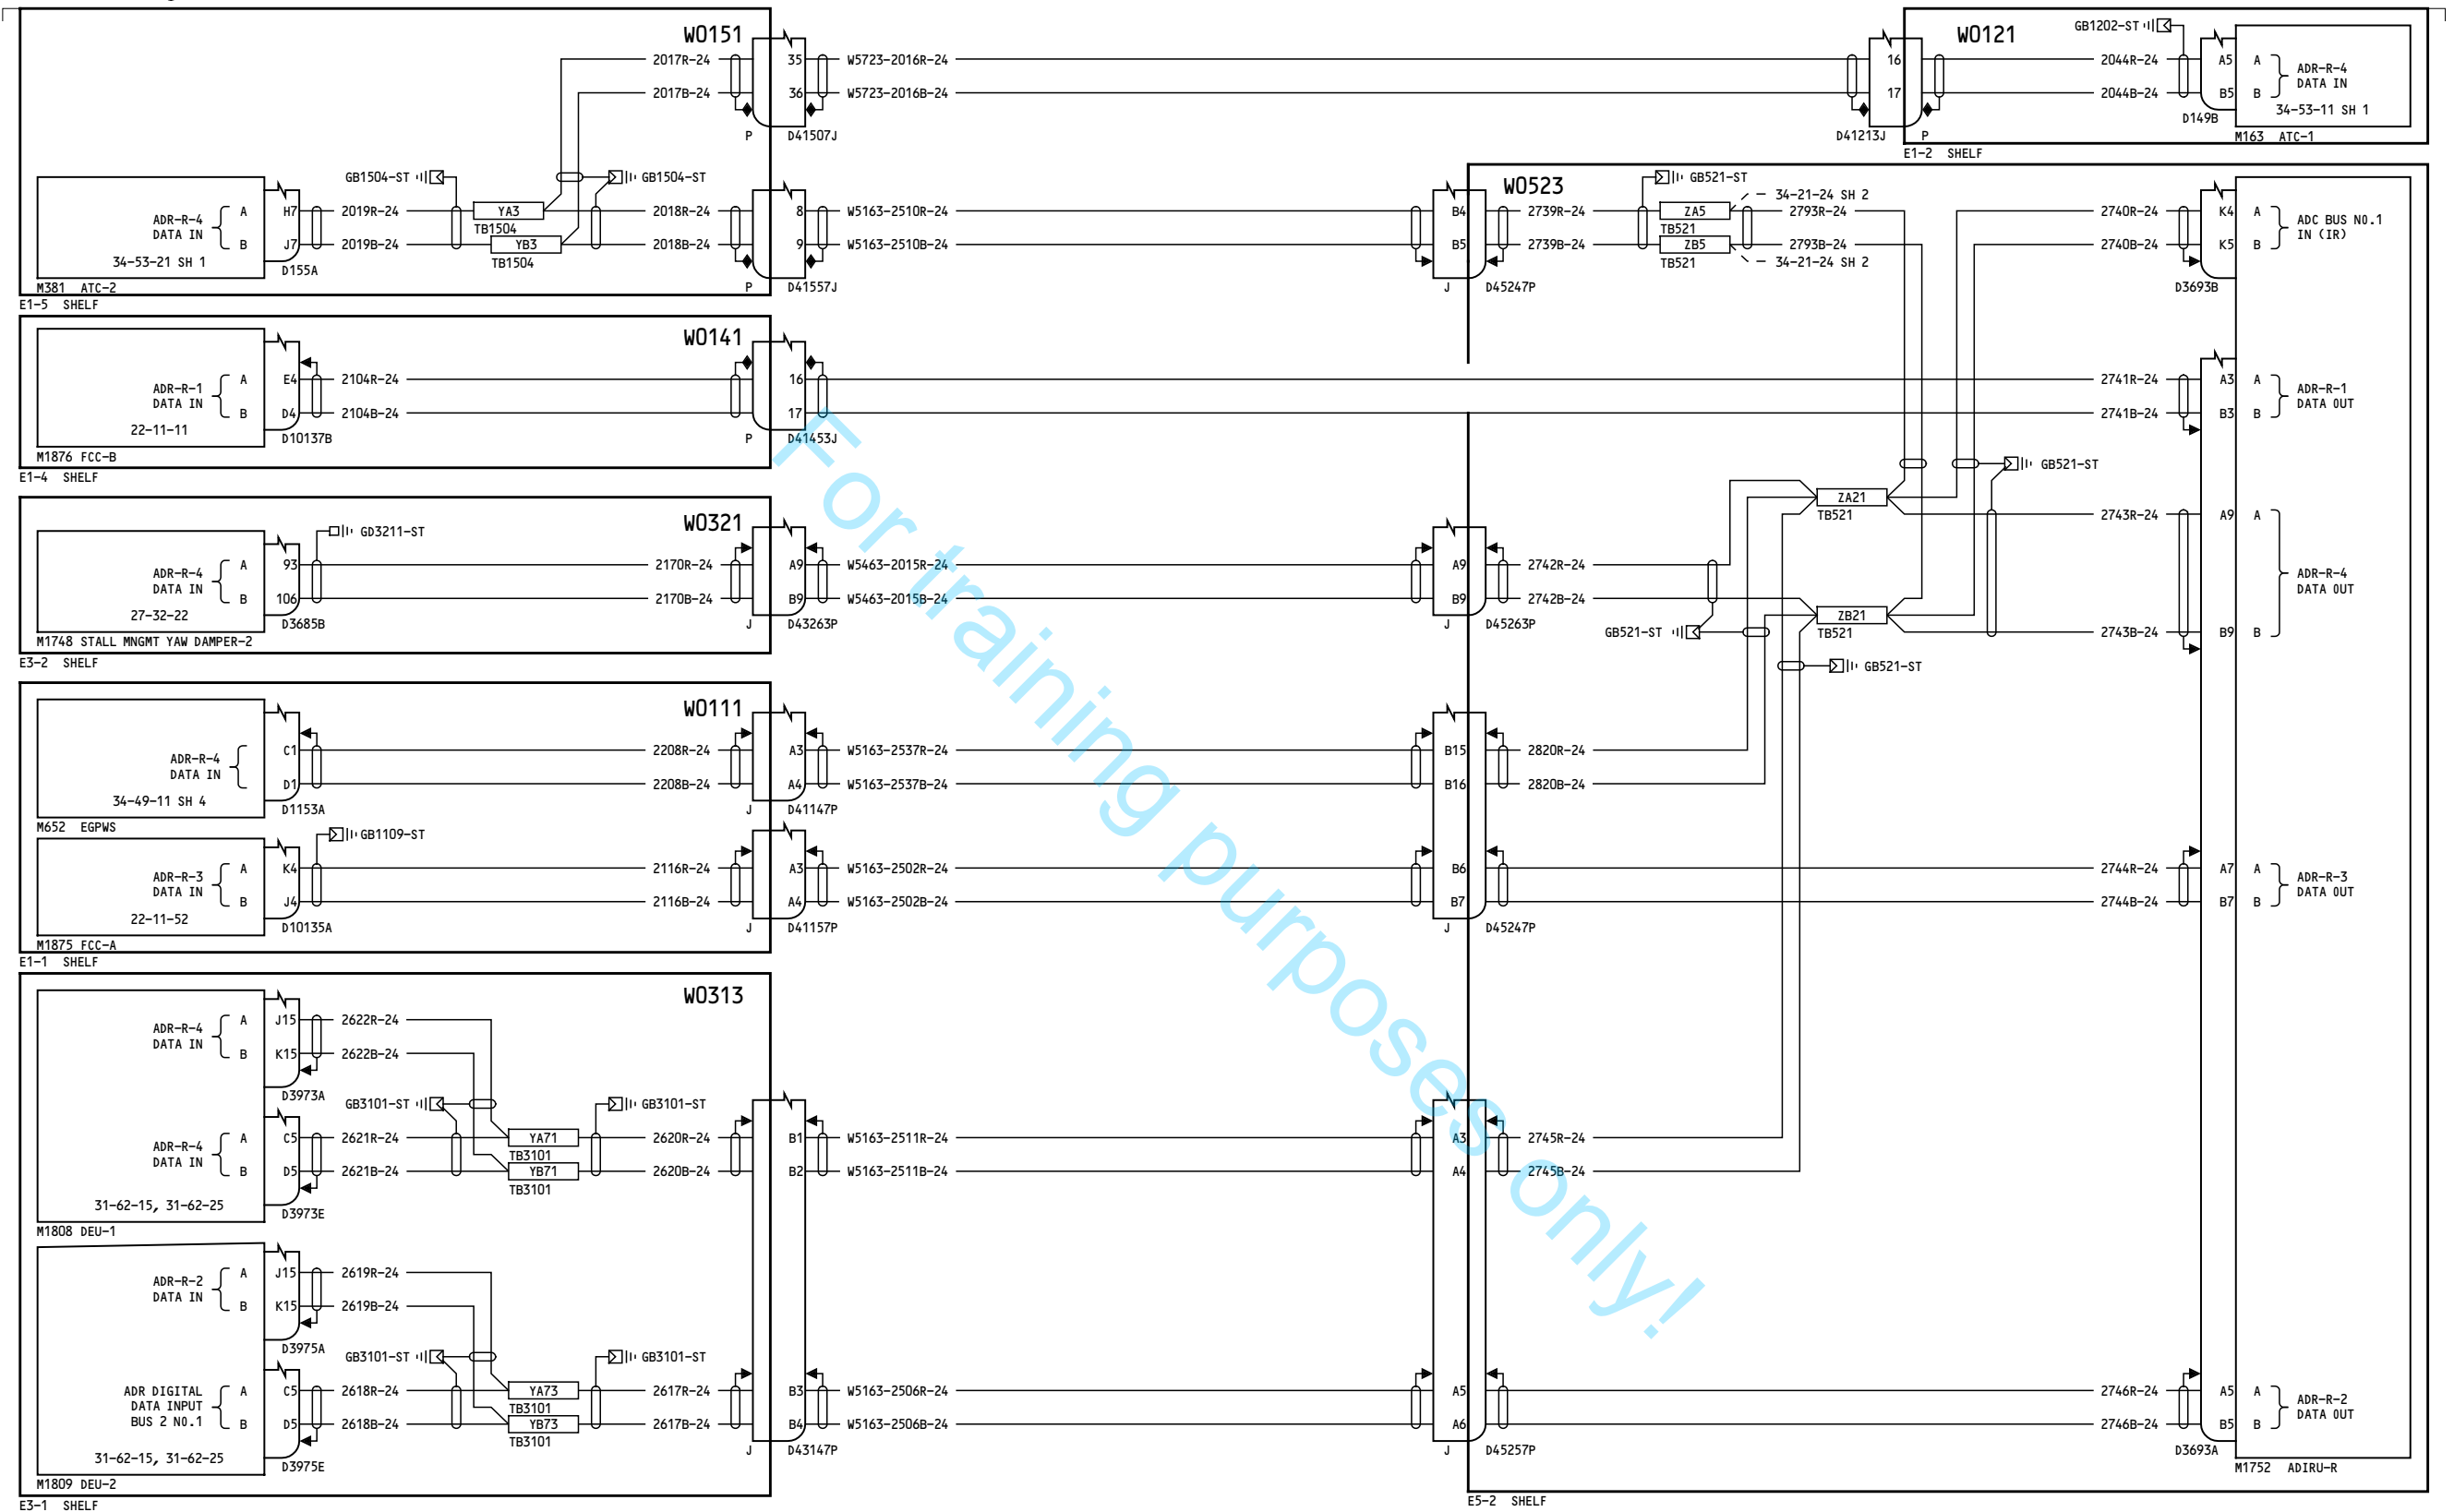 W0151
2017R-24
35
W5723-2016R-24
2017B-24
36
W5723-2016B-24
P
D41507J
GB1202-ST
W0121
16
2044R-24
A5
A
ADR-R-4
DATA IN
17
2044B-24
B5
B
34-53-11 SH 1
D41213J
P
D149B
M163 ATC-1
E1-2 SHELF
GB1504-ST
GB1504-ST
ADR-R-4
DATA IN
A
H7
2019R-24
YA3
TB1504
2018R-24
8
W5163-2510R-24
B
J7
2019B-24
YB3
TB1504
2018B-24
9
W5163-2510B-24
34-53-21 SH 1
D155A
P
D41557J
M381 ATC-2
E1-5 SHELF
W0523
GB521-ST
34-21-24 SH 2
B4
2739R-24
ZA5
TB521
2793R-24
B5
2739B-24
ZB5
TB521
2793B-24
34-21-24 SH 2
J
D45247P
2740R-24
K4
A
ADC BUS NO.1
IN (IR)
2740B-24
K5
B
D3693B
W0141
ADR-R-1
DATA IN
A
E4
2104R-24
16
B
D4
2104B-24
17
22-11-11
D10137B
P
D41453J
M1876 FCC-B
E1-4 SHELF
2741R-24
A3
A
ADR-R-1
DATA OUT
2741B-24
B3
B
GB521-ST
ZA21
TB521
2743R-24
A9
A
ADR-R-4
DATA OUT
ZB21
TB521
2743B-24
B9
B
GB521-ST
GB521-ST
W0321
GD3211-ST
ADR-R-4
DATA IN
A
93
2170R-24
A9
W5463-2015R-24
A9
2742R-24
B
106
2170B-24
B9
W5463-2015B-24
B9
2742B-24
27-32-22
D3685B
J
D43263P
J
D45263P
M1748 STALL MNGMT YAW DAMPER-2
E3-2 SHELF
W0111
ADR-R-4
DATA IN
C1
2208R-24
A3
W5163-2537R-24
B15
2820R-24
D1
2208B-24
A4
W5163-2537B-24
B16
2820B-24
34-49-11 SH 4
D1153A
J
D41147P
M652 EGPWS
GB1109-ST
ADR-R-3
DATA IN
A
K4
2116R-24
A3
W5163-2502R-24
B6
2744R-24
A7
A
ADR-R-3
DATA OUT
B
J4
2116B-24
A4
W5163-2502B-24
B7
2744B-24
B7
B
22-11-52
D10135A
J
D41157P
J
D45247P
M1875 FCC-A
E1-1 SHELF
W0313
ADR-R-4
DATA IN
A
J15
2622R-24
B
K15
2622B-24
D3973A
GB3101-ST
GB3101-ST
ADR-R-4
DATA IN
A
C5
2621R-24
YA71
TB3101
2620R-24
B1
W5163-2511R-24
A3
2745R-24
B
D5
2621B-24
YB71
TB3101
2620B-24
B2
W5163-2511B-24
A4
2745B-24
31-62-15, 31-62-25
D3973E
M1808 DEU-1
ADR-R-2
DATA IN
A
J15
2619R-24
B
K15
2619B-24
D3975A
GB3101-ST
GB3101-ST
ADR DIGITAL
DATA INPUT
BUS 2 NO.1
A
C5
2618R-24
YA73
TB3101
2617R-24
B3
W5163-2506R-24
A5
2746R-24
A5
A
ADR-R-2
DATA OUT
B
D5
2618B-24
YB73
TB3101
2617B-24
B4
W5163-2506B-24
A6
2746B-24
B5
B
31-62-15, 31-62-25
D3975E
J
D43147P
J
D45257P
D3693A
M1752 ADIRU-R
M1809 DEU-2
E3-1 SHELF
E5-2 SHELF
For training purposes only!